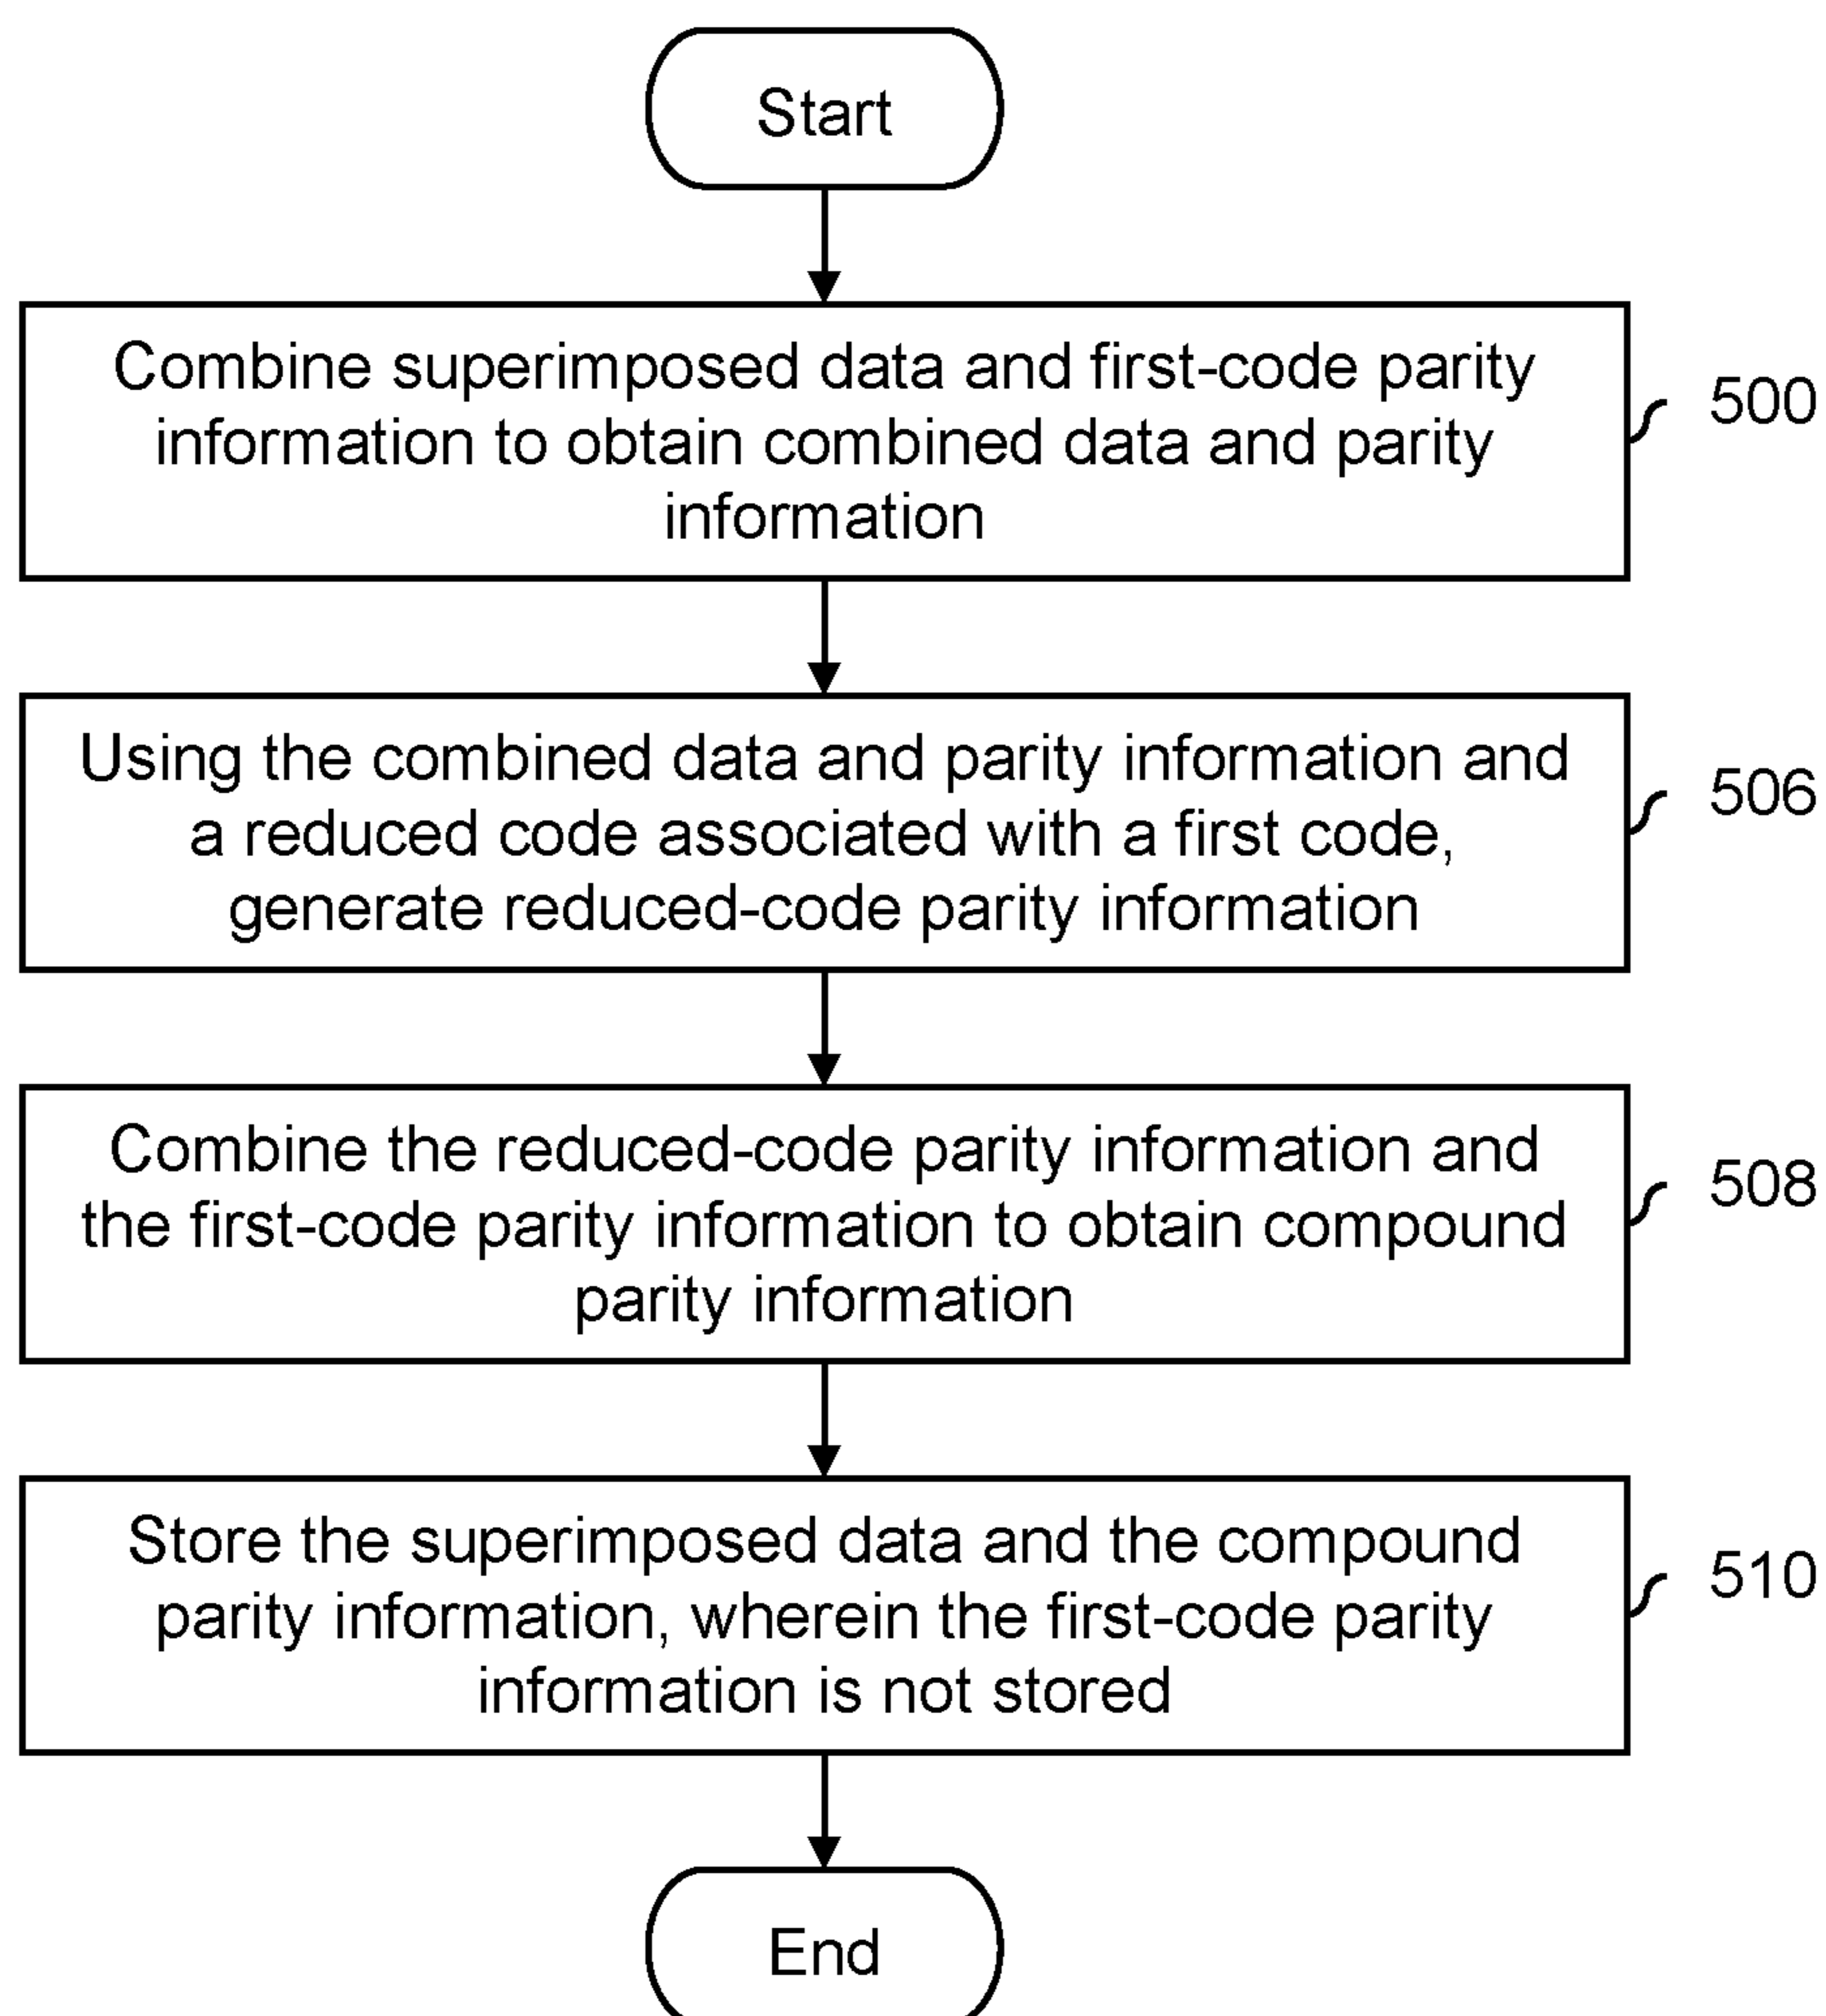 Start
Combine superimposed data and first-code parity
information to obtain combined data and parity
information
500
Using the combined data and parity information and
a reduced code associated with a first code,
generate reduced-code parity information
506
Combine the reduced-code parity information and
the first-code parity information to obtain compound
parity information
508
Store the superimposed data and the compound
parity information, wherein the first-code parity
information is not stored
510
End